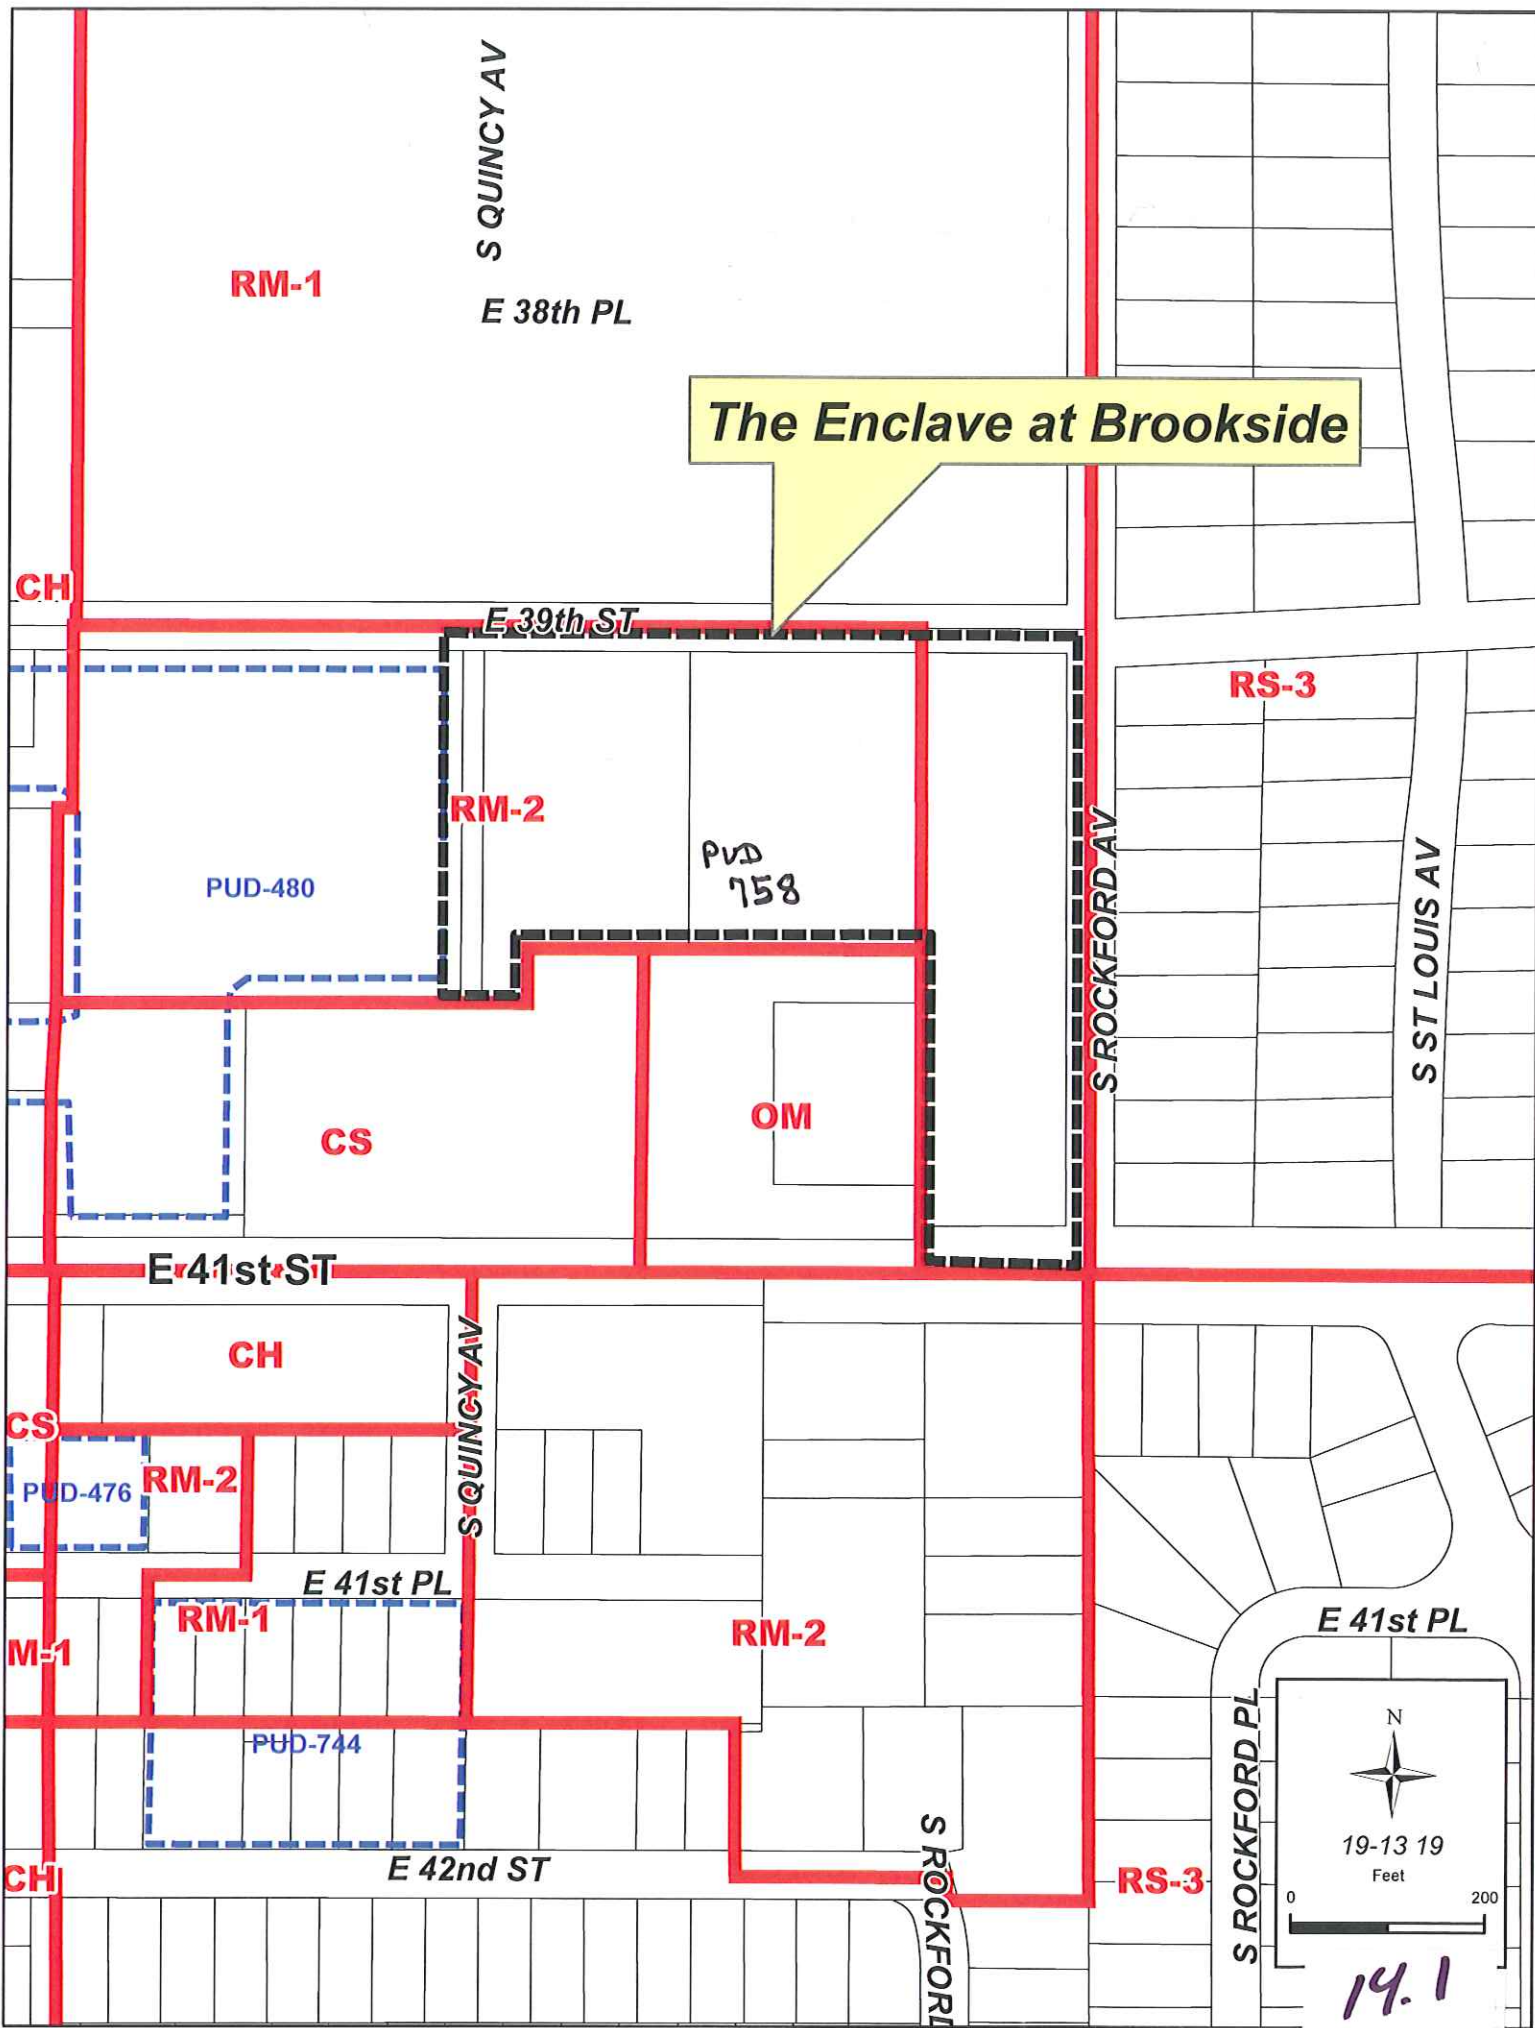 S QUINCY AV
RM-1
E 38th PL
The Enclave at Brookside
CH
E 39th ST
RS-3
RM-2
PUD
758
PUD-480
S ROCKFORD AV
S ST LOUIS AV
OM
CS
E 41st ST
CH
S QUINCY AV
CS
PUD-476
RM-2
E 41st PL
RM-1
RM-2
E 41st PL
M-1
PUD-744
S ROCKFORD PL
N
19-13 19
Feet
0 200
E 42nd ST
S ROCKFORD
CH
RS-3
14.1